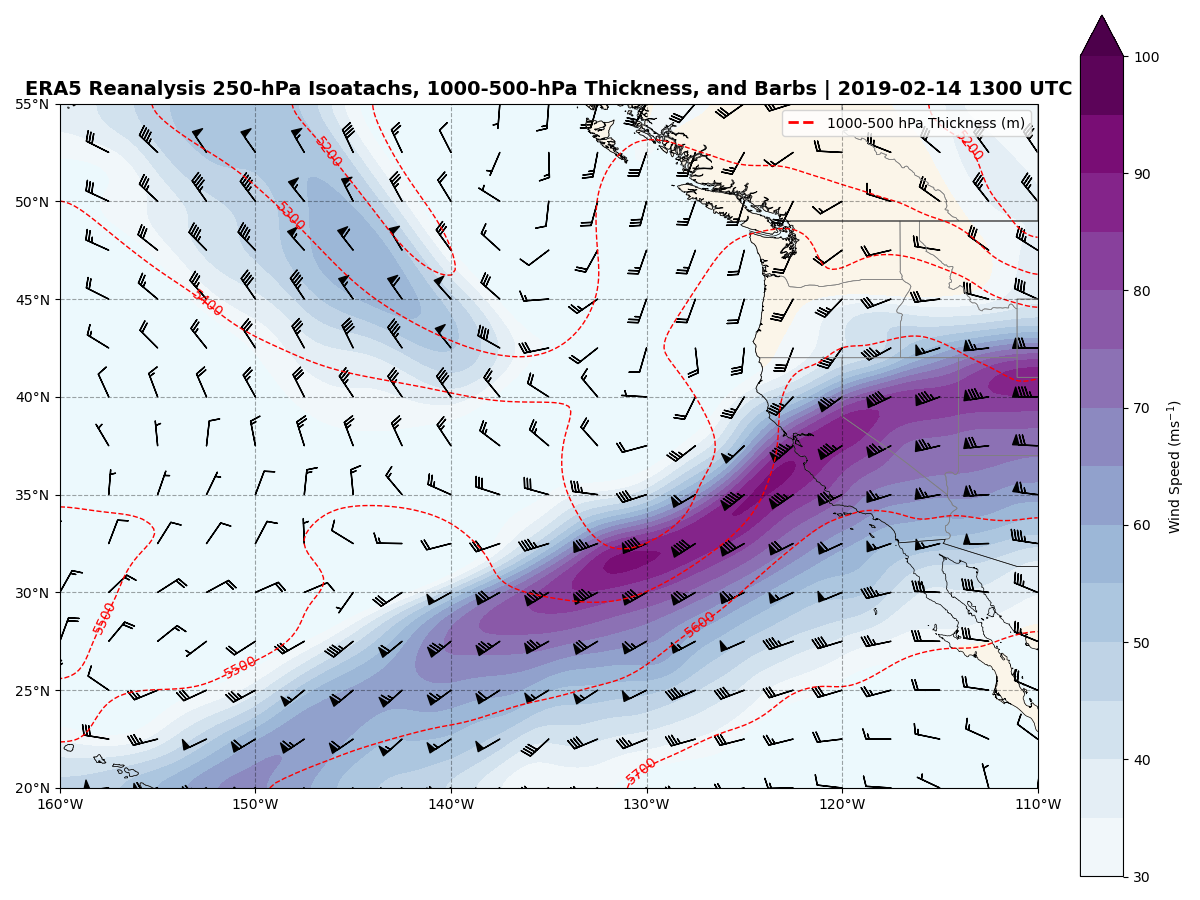 ERA5 Reanalysis 250-hPa Isoatachs, 1000-500-hPa Thickness, and Barbs | 2019-02-14 1300 UTC
1000-500 hPa Thickness (m)
55°N
50°N
45°N
40°N
35°N
30°N
25°N
20°N
160°W
150°W
140°W
130°W
120°W
110°W
5200
5300
5400
5200
5500
5500
5600
5700
100
90
80
70
60
50
40
30
Wind Speed (ms⁻¹)